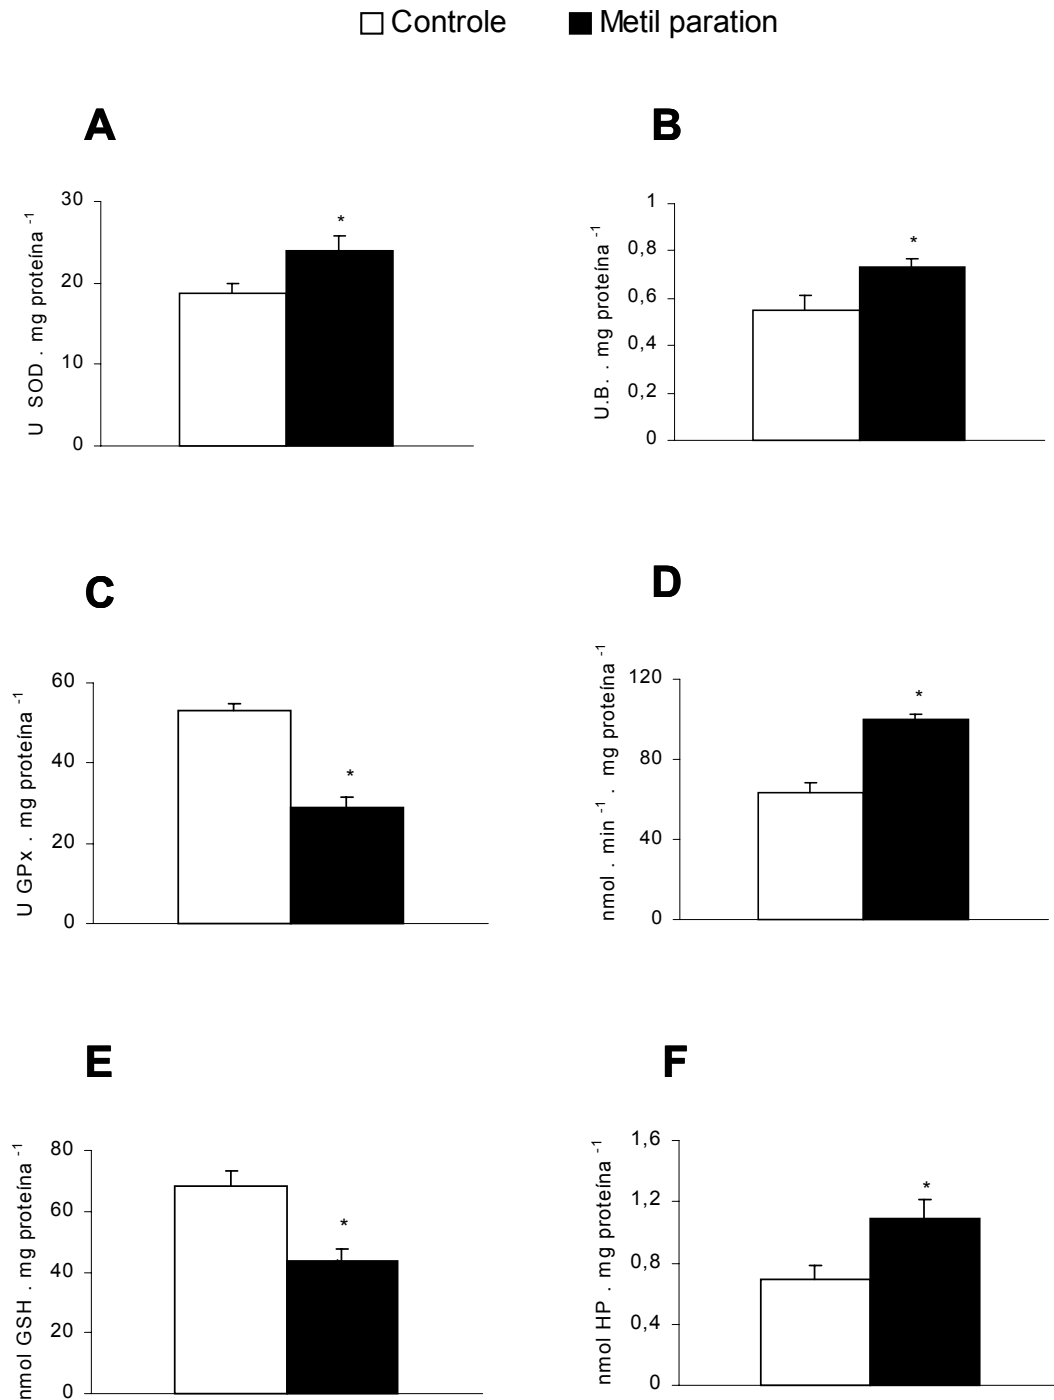 Controle Metil paration
A
U SOD . mg proteína -1
30
20
10
0
*
B
U.B. . mg proteína -1
1
0,8
0,6
0,4
0,2
0
*
C
U GPx . mg proteína -1
60
40
20
0
*
D
nmol . min -1 . mg proteína -1
120
80
40
0
*
E
nmol GSH . mg proteína -1
80
60
40
20
0
*
F
nmol HP . mg proteína -1
1,6
1,2
0,8
0,4
0
*